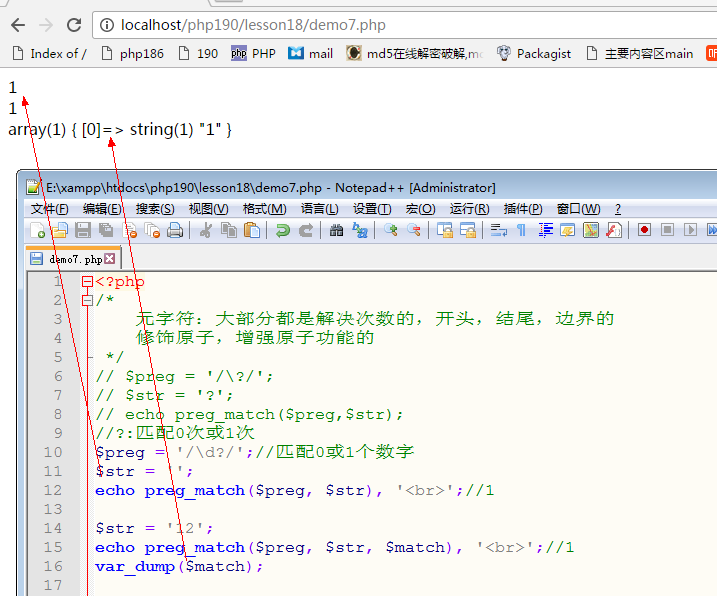 localhost/php190/lesson18/demo7.php
Index of / php186 190 php PHP mail md5在线解密破解,m Packagist 主要内容区main
1
1
array(1) { [0]=> string(1) "1" }
E:\xampp\htdocs\php190\lesson18\demo7.php - Notepad++ [Administrator]
文件(F) 编辑(E) 搜索(S) 视图(V) 格式(M) 语言(L) 设置(T) 宏(O) 运行(R) 插件(P) 窗口(W) ?
demo7.php
1 <?php
2 /*
3 元字符: 大部分都是解决次数的, 开头, 结尾, 边界的
4 修饰原子, 增强原子功能的
5 */
6 // $preg = '/\?/';
7 // $str = '?';
8 // echo preg_match($preg,$str);
9 //?:匹配0次或1次
10 $preg = '/\d?/';//匹配0或1个数字
11 $str = '';
12 echo preg_match($preg, $str), '<br>';//1
13
14 $str = '12';
15 echo preg_match($preg, $str, $match), '<br>';//1
16 var_dump($match);
17